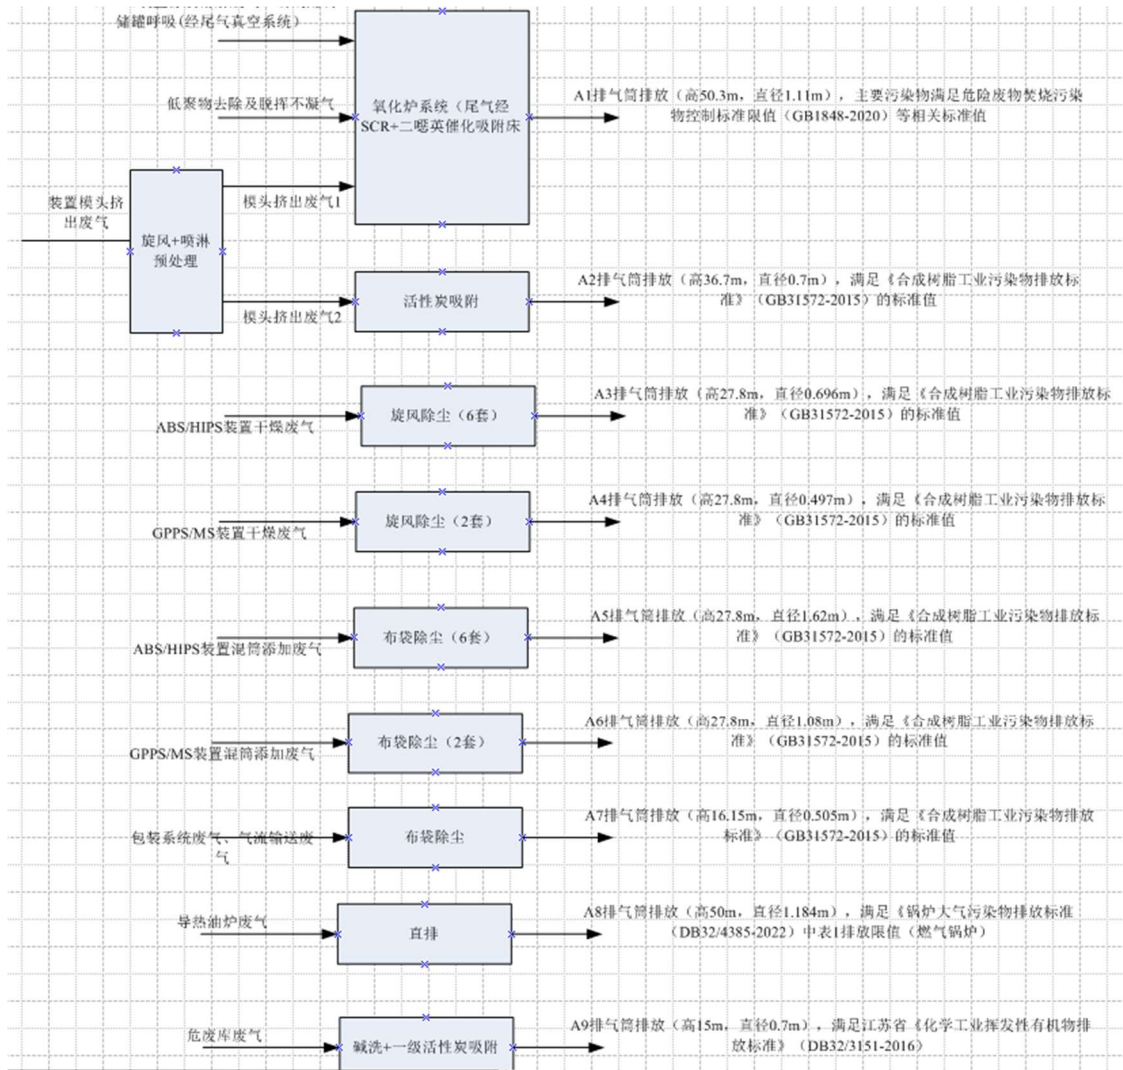 储罐呼吸(经尾气真空系统)
低聚物去除及脱挥不凝气
氧化炉系统（尾气经
SCR+二噁英催化吸附床
A1排气筒排放（高50.3m，直径1.11m），主要污染物满足危险废物焚烧污染
物控制标准限值（GB1848-2020）等相关标准值
装置模头挤
出废气
旋风+喷淋
预处理
模头挤出废气1
模头挤出废气2
活性炭吸附
A2排气筒排放（高36.7m，直径0.7m），满足《合成树脂工业污染物排放标
准》（GB31572-2015）的标准值
ABS/HIPS装置干燥废气
旋风除尘（6套）
A3排气筒排放（高27.8m，直径0.696m），满足《合成树脂工业污染物排放标
准》（GB31572-2015）的标准值
GPPS/MS装置干燥废气
旋风除尘（2套）
A4排气筒排放（高27.8m，直径0.497m），满足《合成树脂工业污染物排放标
准》（GB31572-2015）的标准值
ABS/HIPS装置混筒添加废气
布袋除尘（6套）
A5排气筒排放（高27.8m，直径1.62m），满足《合成树脂工业污染物排放标
准》（GB31572-2015）的标准值
GPPS/MS装置混筒添加废气
布袋除尘（2套）
A6排气筒排放（高27.8m，直径1.08m），满足《合成树脂工业污染物排放标
准》（GB31572-2015）的标准值
包装系统废气、气流输送废
气
布袋除尘
A7排气筒排放（高16.15m，直径0.505m），满足《合成树脂工业污染物排放
标准》（GB31572-2015）的标准值
导热油炉废气
直排
A8排气筒排放（高50m，直径1.184m），满足《锅炉大气污染物排放标准
（DB32/4385-2022）中表1排放限值（燃气锅炉）
危废库废气
碱洗+一级活性炭吸附
A9排气筒排放（高15m，直径0.7m），满足江苏省《化学工业挥发性有机物排
放标准》（DB32/3151-2016）